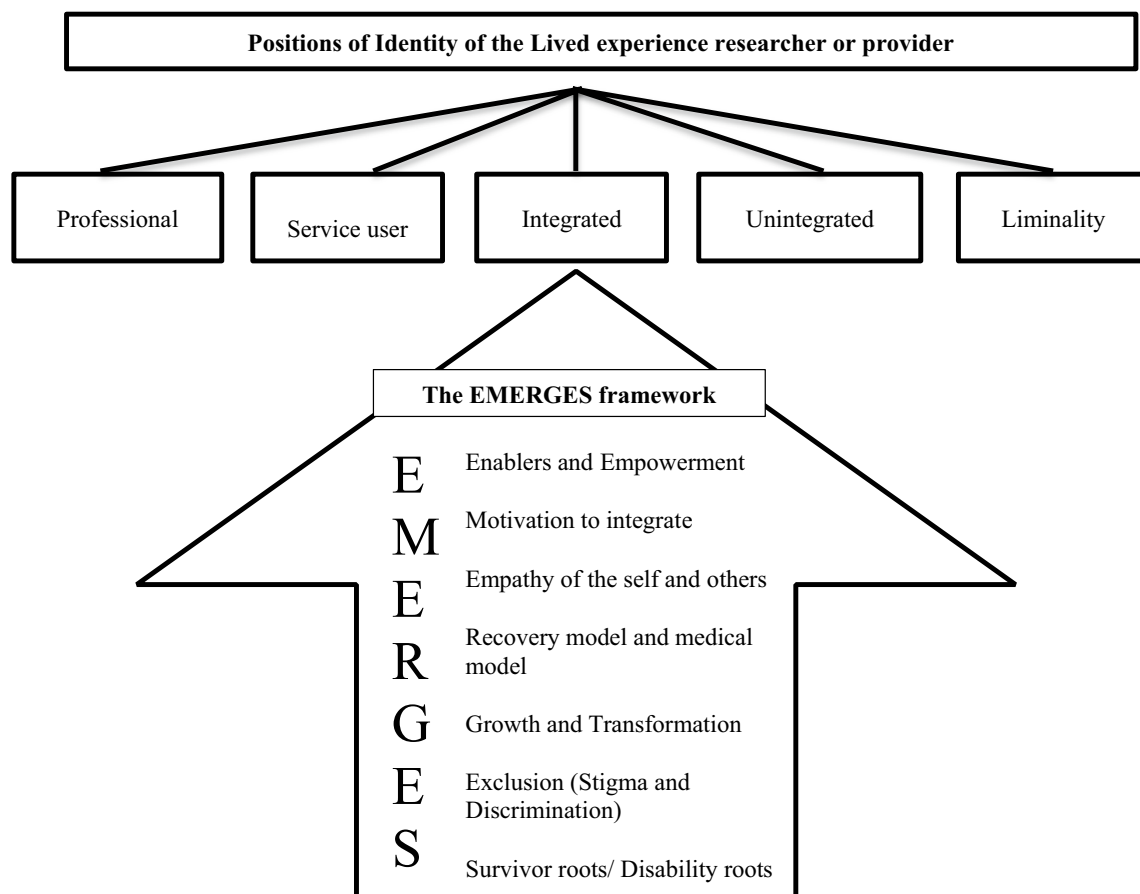 Positions of Identity of the Lived experience researcher or provider
Professional
Service user
Integrated
Unintegrated
Liminality
The EMERGES framework
E
Enablers and Empowerment
M
Motivation to integrate
E
Empathy of the self and others
R
Recovery model and medical
model
G
Growth and Transformation
E
Exclusion (Stigma and
Discrimination)
S
Survivor roots/ Disability roots